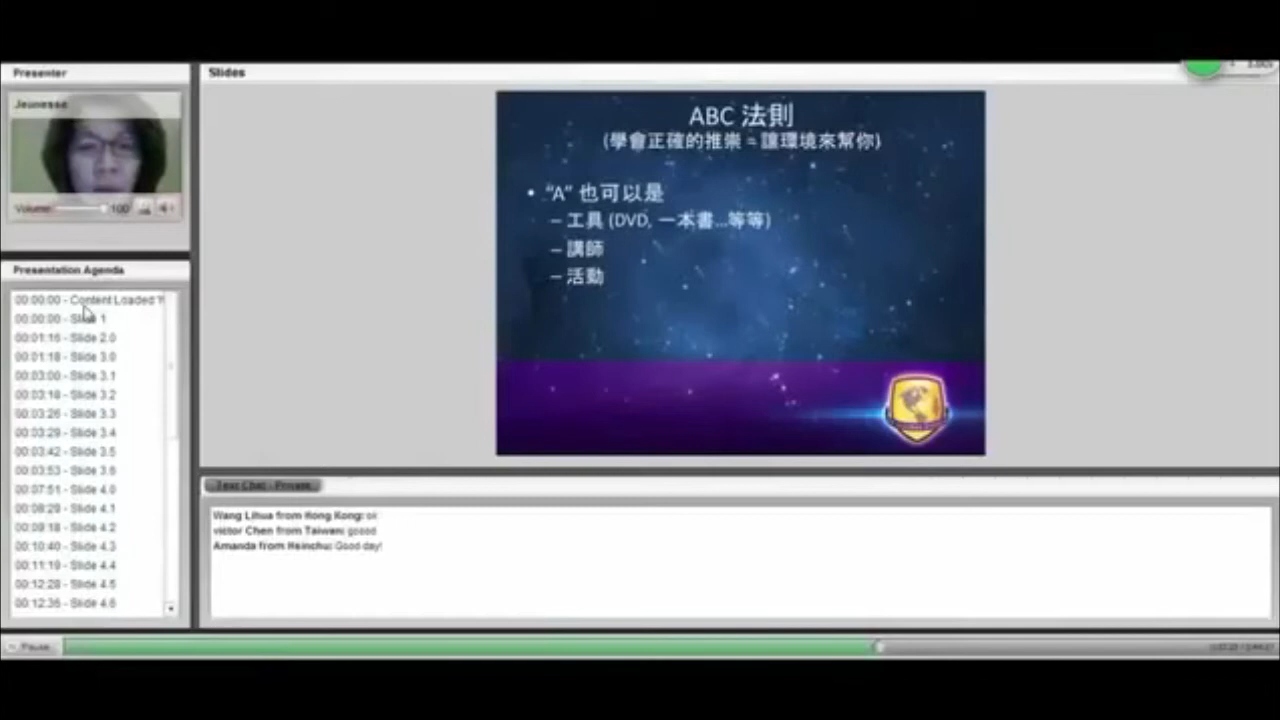 Presenter
Jeunesse
Volume:
100
Presentation Agenda
00:00:00 - Content Loaded
00:00:00 - Slide 1
00:01:16 - Slide 2.0
00:01:18 - Slide 3.0
00:03:00 - Slide 3.1
00:03:18 - Slide 3.2
00:03:26 - Slide 3.3
00:03:29 - Slide 3.4
00:03:42 - Slide 3.5
00:03:53 - Slide 3.6
00:07:51 - Slide 4.0
00:08:29 - Slide 4.1
00:09:18 - Slide 4.2
00:10:40 - Slide 4.3
00:11:19 - Slide 4.4
00:12:28 - Slide 4.5
00:12:36 - Slide 4.6
Slides
ABC 法則
(學會正確的推崇 = 讓環境來幫你)
• “A” 也可以是
– 工具 (DVD, 一本書...等等)
– 講師
– 活動
Text Chat - Private
Wang Lihua from Hong Kong: ok
victor Chen from Taiwan: goood
Amanda from Hsinchu: Good day!
Pause